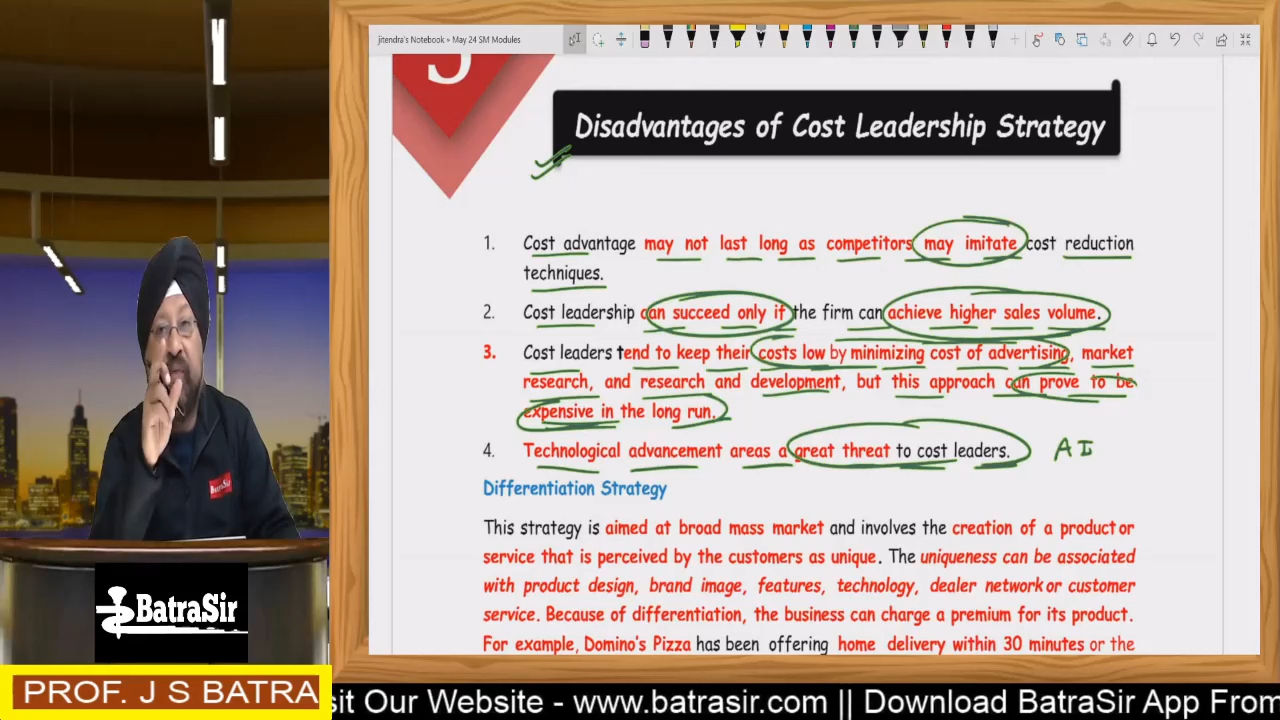 jitendra's Notebook » May 24 SM Modules
Disadvantages of Cost Leadership Strategy
1. Cost advantage may not last long as competitors may imitate cost reduction
techniques.
2. Cost leadership can succeed only if the firm can achieve higher sales volume.
3. Cost leaders tend to keep their costs low by minimizing cost of advertising, market
research, and research and development, but this approach can prove to be
expensive in the long run.
4. Technological advancement areas a great threat to cost leaders. AI
Differentiation Strategy
This strategy is aimed at broad mass market and involves the creation of a product or
service that is perceived by the customers as unique. The uniqueness can be associated
with product design, brand image, features, technology, dealer network or customer
service. Because of differentiation, the business can charge a premium for its product.
For example, Domino's Pizza has been offering home delivery within 30 minutes or the
BatraSir
BatraSir
PROF. J S BATRA
sit Our Website - www.batrasir.com || Download BatraSir App From